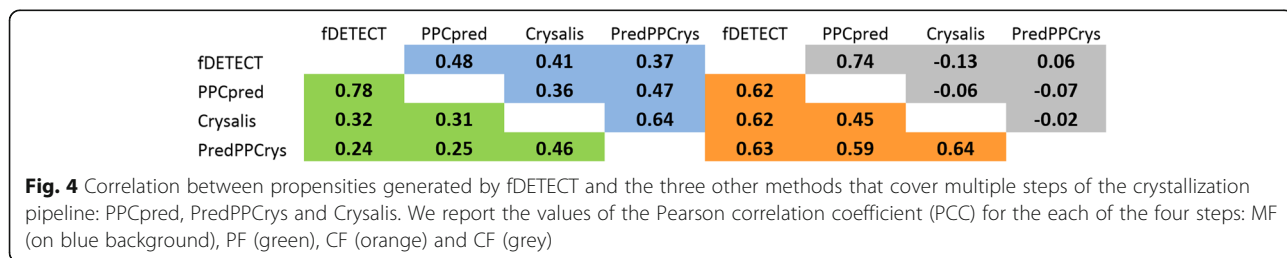 fDETECT PPCpred Crysalis PredPPCrys fDETECT PPCpred Crysalis PredPPCrys
fDETECT 0.48 0.41 0.37 0.74 -0.13 0.06
PPCpred 0.78 0.36 0.47 0.62 -0.06 -0.07
Crysalis 0.32 0.31 0.64 0.62 0.45 -0.02
PredPPCrys 0.24 0.25 0.46 0.63 0.59 0.64
Fig. 4 Correlation between propensities generated by fDETECT and the three other methods that cover multiple steps of the crystallization
pipeline: PPCpred, PredPPCrys and Crysalis. We report the values of the Pearson correlation coefficient (PCC) for the each of the four steps: MF
(on blue background), PF (green), CF (orange) and CF (grey)